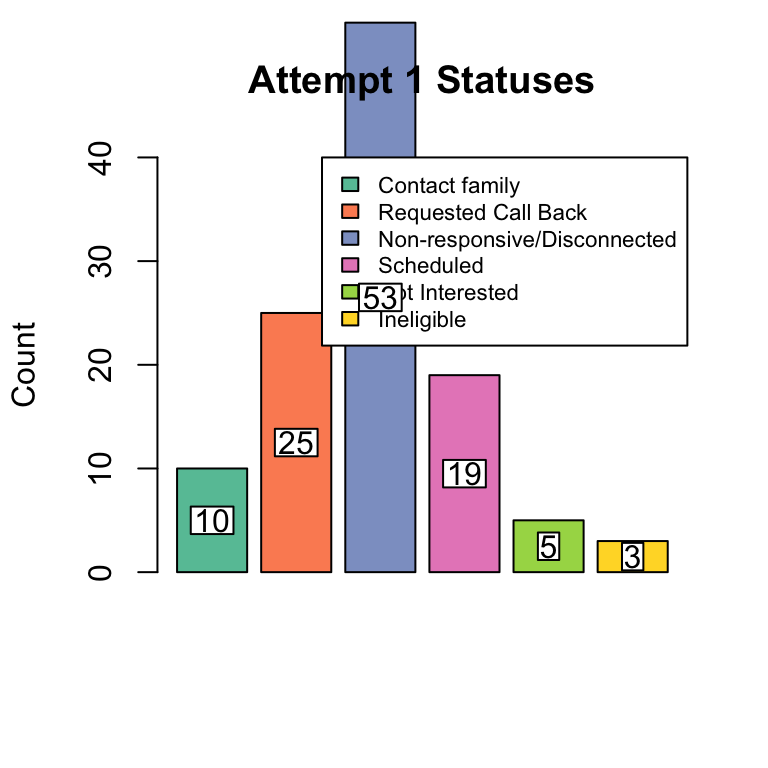 Attempt 1 Statuses
Count
40
30
20
10
0
Contact family
Requested Call Back
Non-responsive/Disconnected
Scheduled
Interested
Ineligible
10
25
53
19
5
3